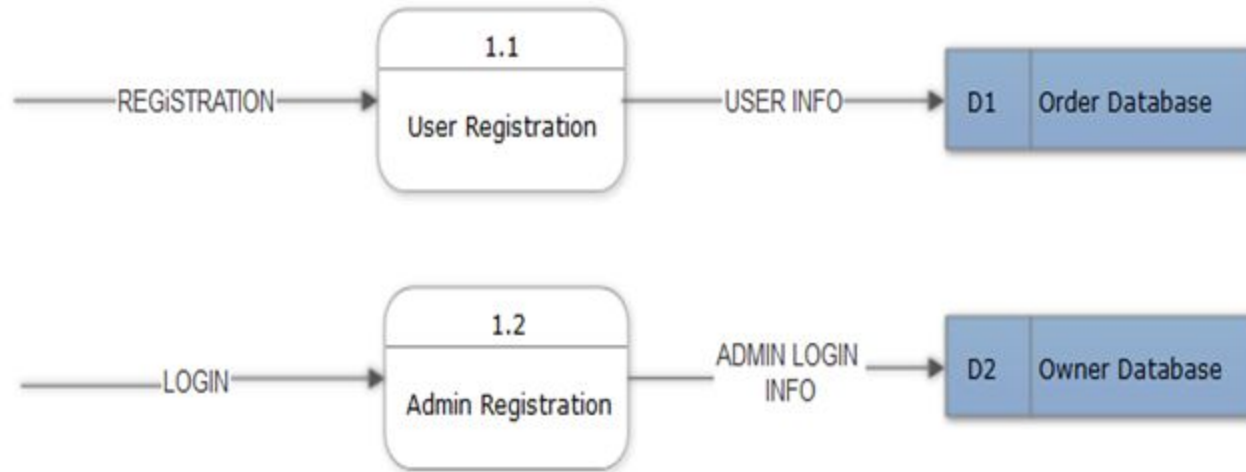 1.1
REGiSTRATION
User Registration
USER INFO
D1
Order Database
1.2
LOGIN
Admin Registration
ADMIN LOGIN
INFO
D2
Owner Database